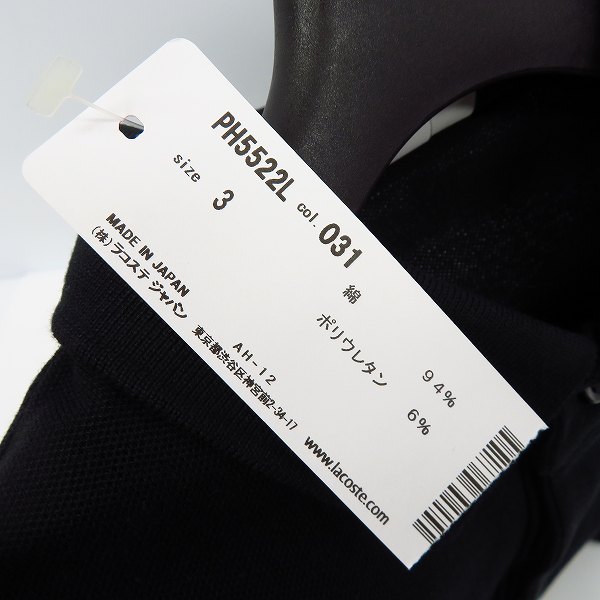 PH5522L col. 031
size 3
綿 94%
ポリウレタン 6%
MADE IN JAPAN
(株)ラコステ ジャパン
AH-12
東京都渋谷区神宮前2-34-17
www.lacoste.com